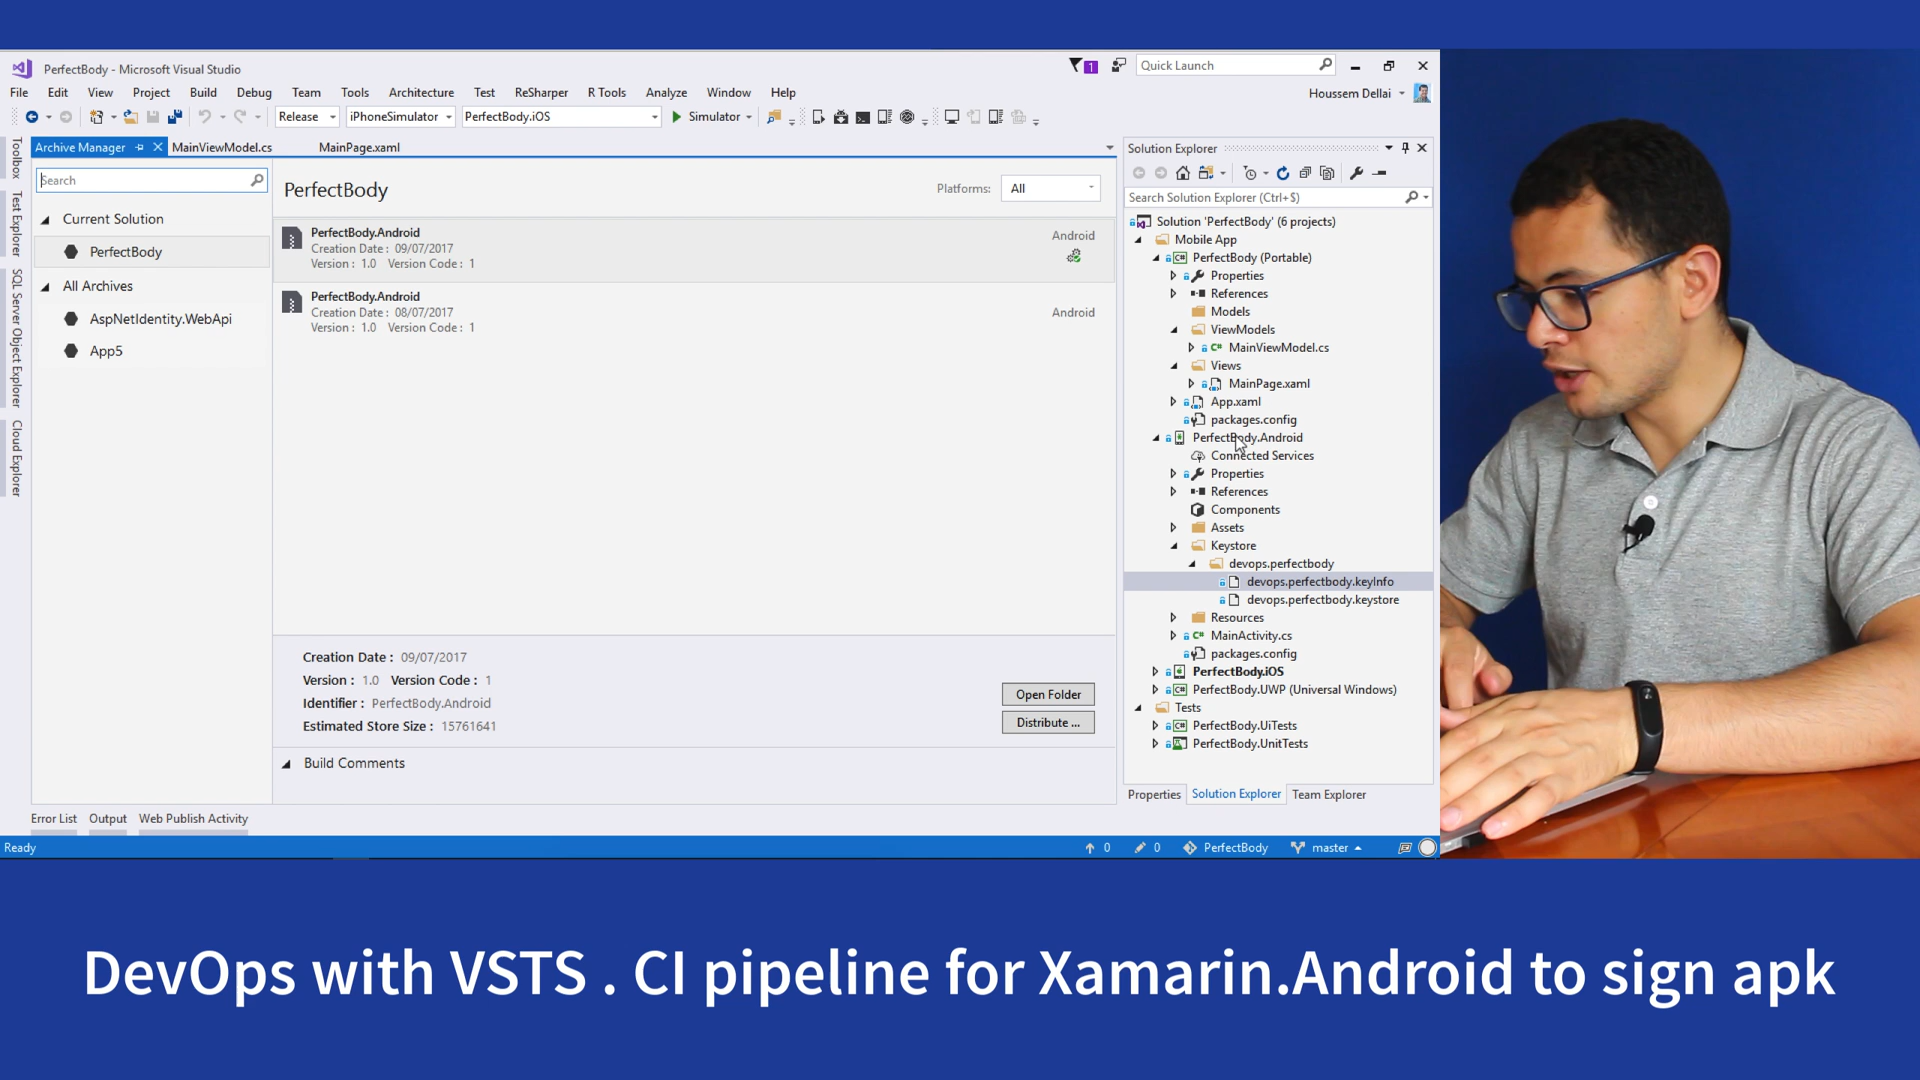 PerfectBody - Microsoft Visual Studio
1
Quick Launch
File Edit View Project Build Debug Team Tools Architecture Test ReSharper R Tools Analyze Window Help
Houssem Dellai
Release iPhoneSimulator PerfectBody.iOS Simulator
Toolbox
Test Explorer
SQL Server Object Explorer
Cloud Explorer
Archive Manager MainViewModel.cs MainPage.xaml
Search
Current Solution
PerfectBody
All Archives
AspNetIdentity.WebApi
App5
PerfectBody
Platforms: All
PerfectBody.Android
Creation Date : 09/07/2017
Version : 1.0 Version Code : 1
Android
PerfectBody.Android
Creation Date : 08/07/2017
Version : 1.0 Version Code : 1
Android
Creation Date : 09/07/2017
Version : 1.0 Version Code : 1
Identifier : PerfectBody.Android
Estimated Store Size : 15761641
Open Folder
Distribute ...
Build Comments
Solution Explorer
Search Solution Explorer (Ctrl+$)
Solution 'PerfectBody' (6 projects)
Mobile App
PerfectBody (Portable)
Properties
References
Models
ViewModels
MainViewModel.cs
Views
MainPage.xaml
App.xaml
packages.config
PerfectBody.Android
Connected Services
Properties
References
Components
Assets
Keystore
devops.perfectbody
devops.perfectbody.keyInfo
devops.perfectbody.keystore
Resources
MainActivity.cs
packages.config
PerfectBody.iOS
PerfectBody.UWP (Universal Windows)
Tests
PerfectBody.UiTests
PerfectBody.UnitTests
Properties Solution Explorer Team Explorer
Error List Output Web Publish Activity
Ready
0 0 PerfectBody master
DevOps with VSTS . CI pipeline for Xamarin.Android to sign apk